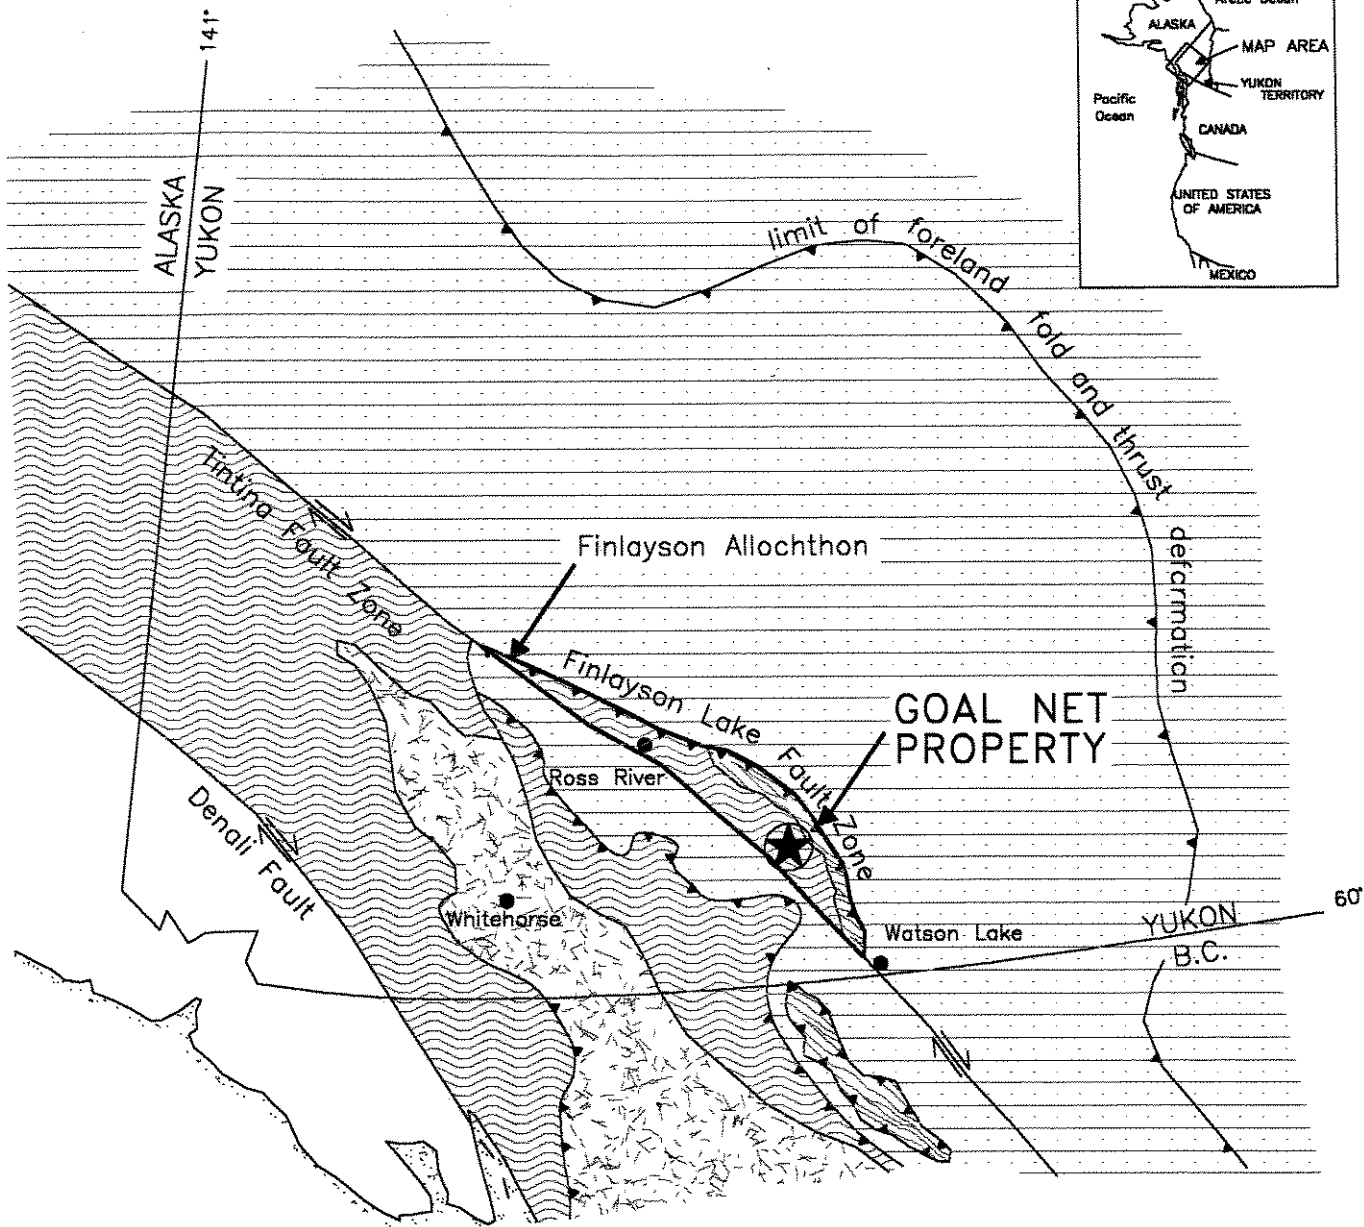 141°
ALASKA
YUKON
Arctic Ocean
ALASKA
MAP AREA
YUKON
TERRITORY
Pacific
Ocean
CANADA
UNITED STATES
OF AMERICA
MEXICO
limit of foreland fold and thrust deformation
Tintina Fault Zone
Finlayson Allochthon
Finlayson Lake Fault Zone
GOAL NET
PROPERTY
Ross River
Denali Fault
Whitehorse
Watson Lake
60°
YUKON
B.C.